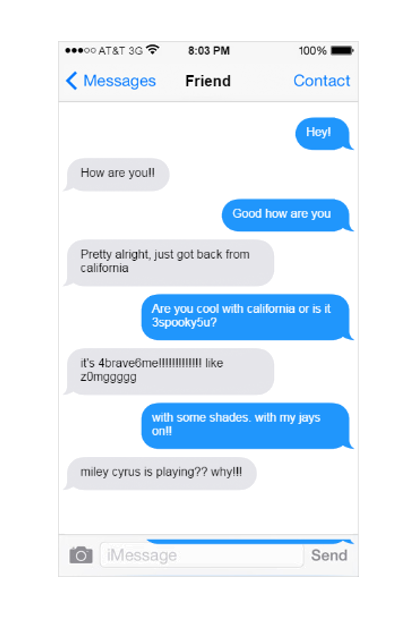 AT&T 3G 8:03 PM 100%
Messages Friend Contact
Hey!
How are you!!
Good how are you
Pretty alright, just got back from
california
Are you cool with california or is it
3spooky5u?
it's 4brave6me!!!!!!!!!!!!! like
z0mggggg
with some shades. with my jays
on!!
miley cyrus is playing?? why!!!
iMessage Send